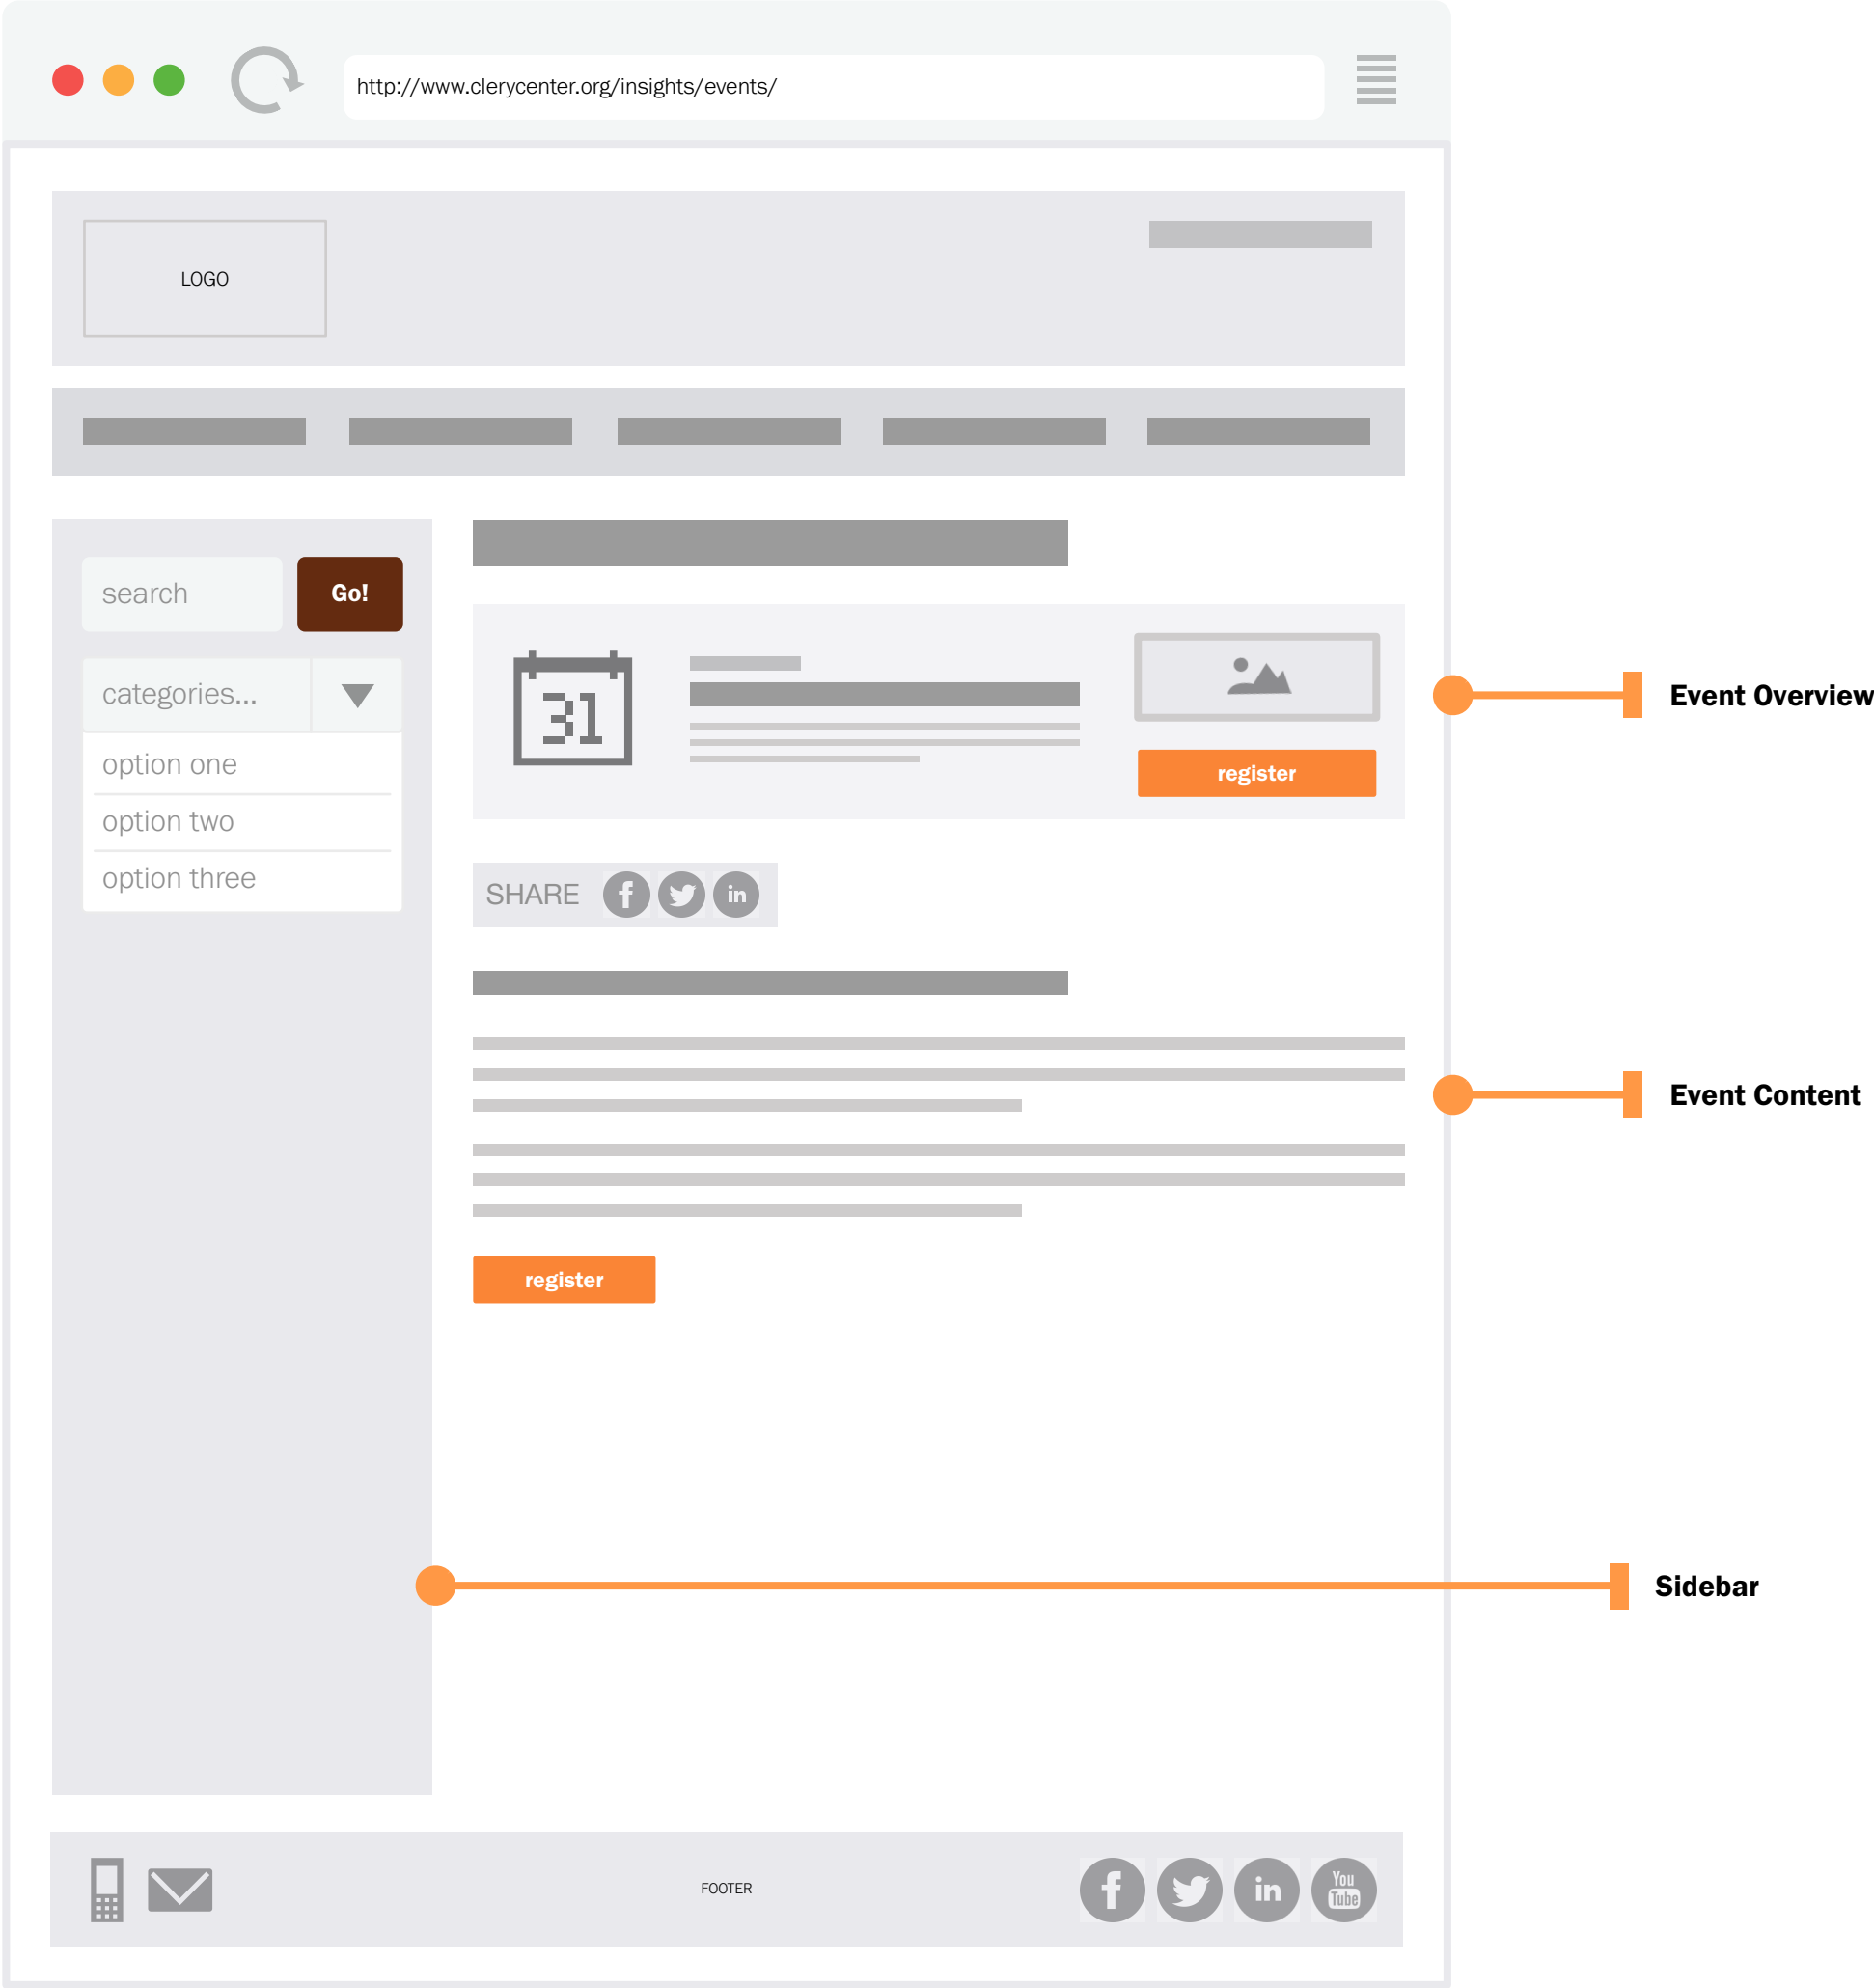 http://www.clerycenter.org/insights/events/
LOGO
search
Go!
categories...
option one
option two
option three
31
register
Event Overview
SHARE
f
in
Event Content
register
Sidebar
FOOTER
f
in
You
Tube